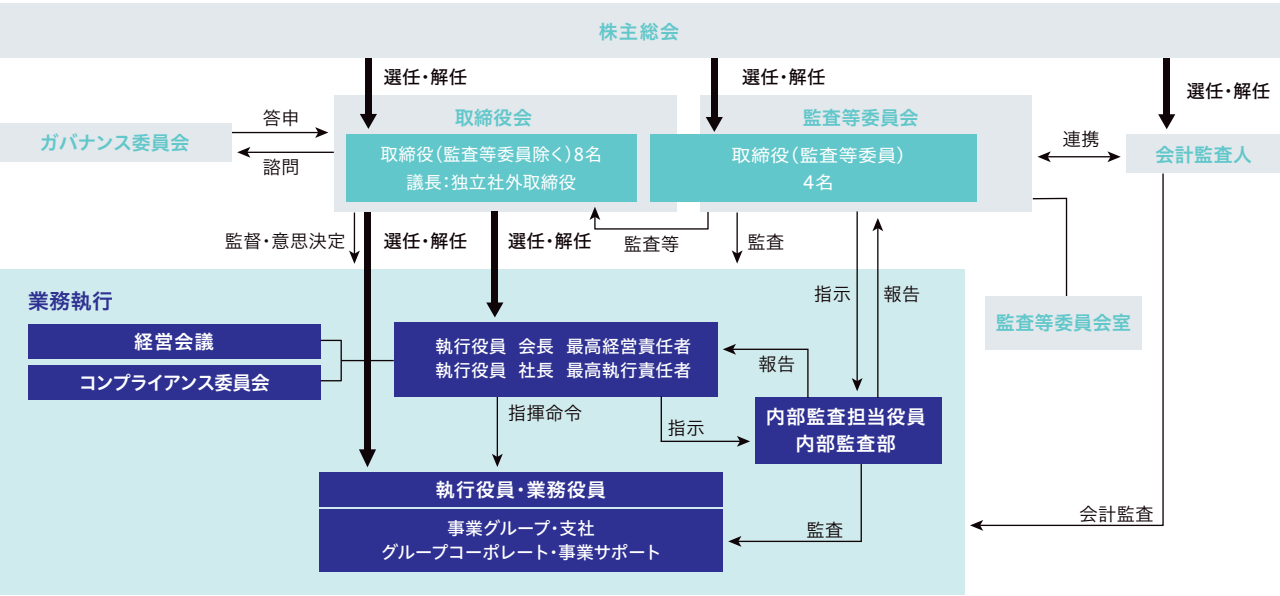 株主総会
選任・解任
選任・解任
選任・解任
ガバナンス委員会
答申
諮問
取締役会
取締役（監査等委員除く）8名
議長：独立社外取締役
監査等委員会
取締役（監査等委員）
4名
連携
会計監査人
監督・意思決定
選任・解任
選任・解任
監査等
監査
指示
報告
監査等委員会室
業務執行
経営会議
コンプライアンス委員会
執行役員 会長 最高経営責任者
執行役員 社長 最高執行責任者
報告
指揮命令
指示
内部監査担当役員
内部監査部
執行役員・業務役員
事業グループ・支社
グループコーポレート・事業サポート
監査
会計監査